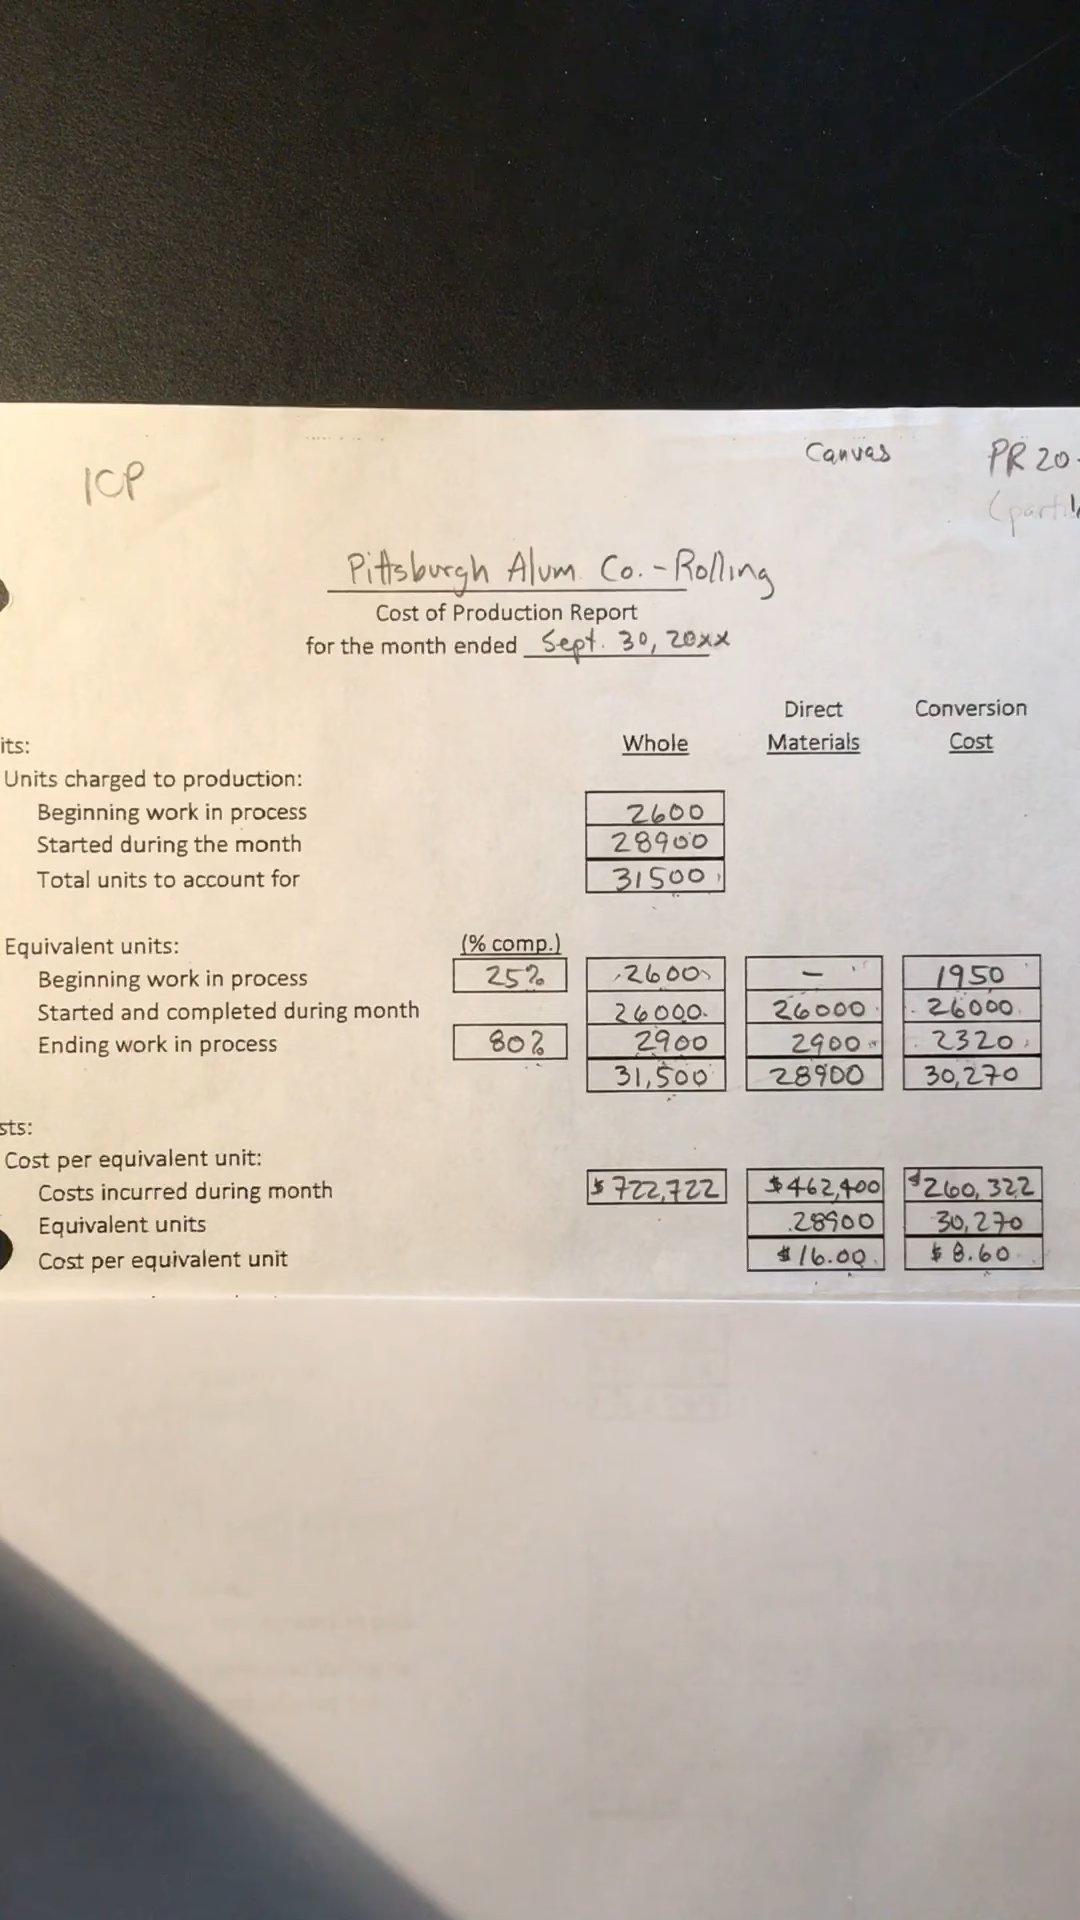 Canvas PR 20-
ICP
Pittsburgh Alum. Co. - Rolling
Cost of Production Report
for the month ended Sept. 30, 20xx
Direct Conversion
its: Whole Materials Cost
Units charged to production:
Beginning work in process 2600
Started during the month 28900
Total units to account for 31500
Equivalent units: (% comp.)
Beginning work in process 25% 2600 - 1950
Started and completed during month 26000 26000 26000
Ending work in process 80% 2900 2900 2320
31,500 28900 30,270
sts:
Cost per equivalent unit:
Costs incurred during month $722,722 $462,400 $260,322
Equivalent units 28900 30,270
Cost per equivalent unit $16.00 $8.60